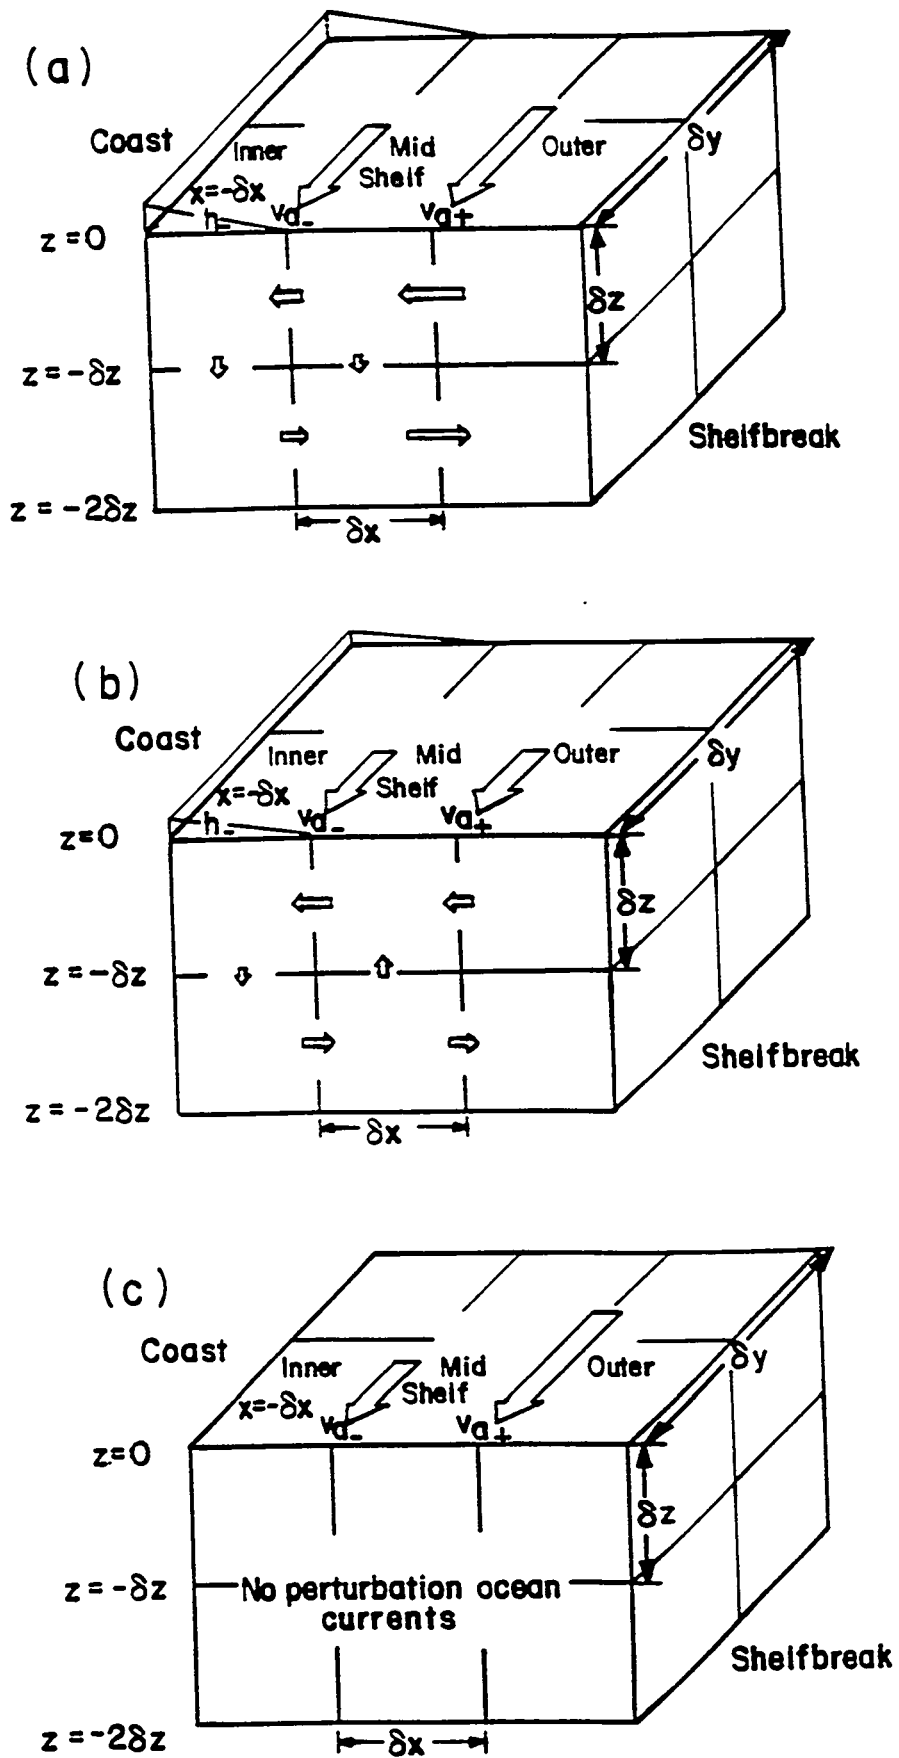 (a)
Coast
Inner
Mid
Shelf
Outer
δy
x=-δx
h_
va-
va+
z=0
δz
z=-δz
Shelfbreak
z=-2δz
δx
(b)
Coast
Inner
Mid
Shelf
Outer
δy
x=-δx
h_
va-
va+
z=0
δz
z=-δz
Shelfbreak
z=-2δz
δx
(c)
Coast
Inner
Mid
Shelf
Outer
δy
x=-δx
va-
va+
z=0
δz
z=-δz
No perturbation ocean
currents
Shelfbreak
z=-2δz
δx